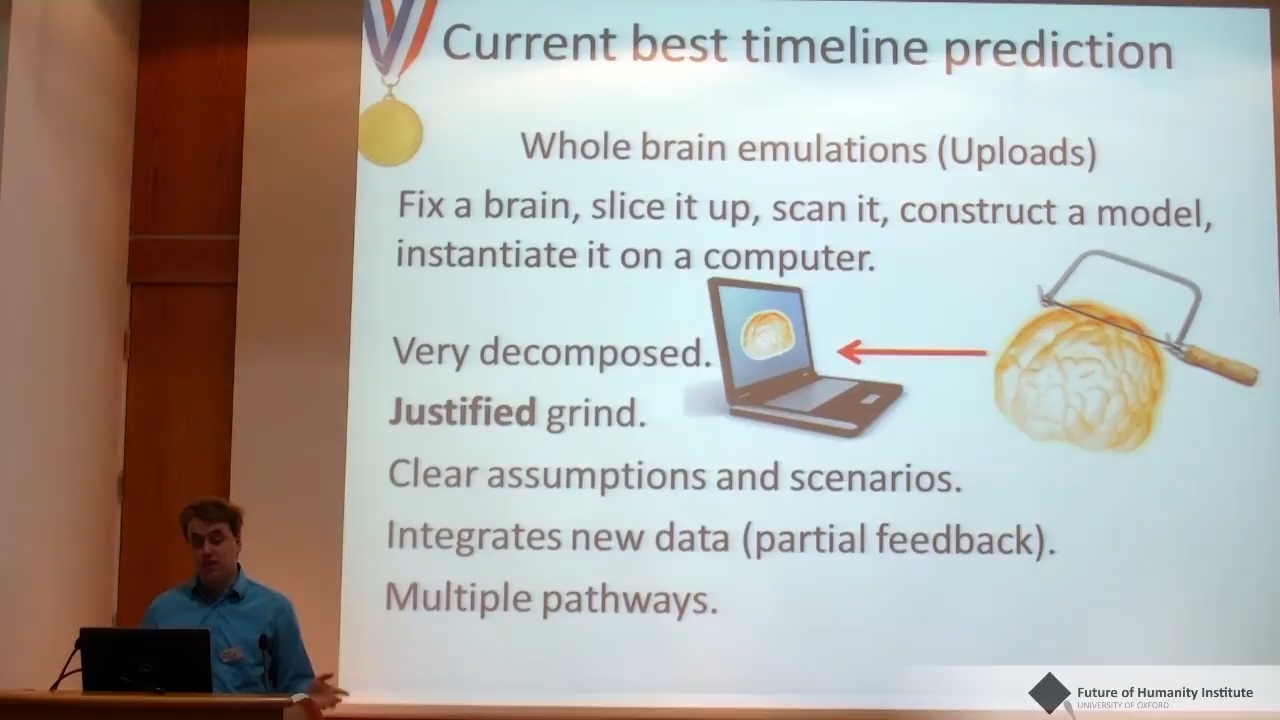 Current best timeline prediction
Whole brain emulations (Uploads)
Fix a brain, slice it up, scan it, construct a model,
instantiate it on a computer.
Very decomposed.
Justified grind.
Clear assumptions and scenarios.
Integrates new data (partial feedback).
Multiple pathways.
Future of Humanity Institute
UNIVERSITY OF OXFORD